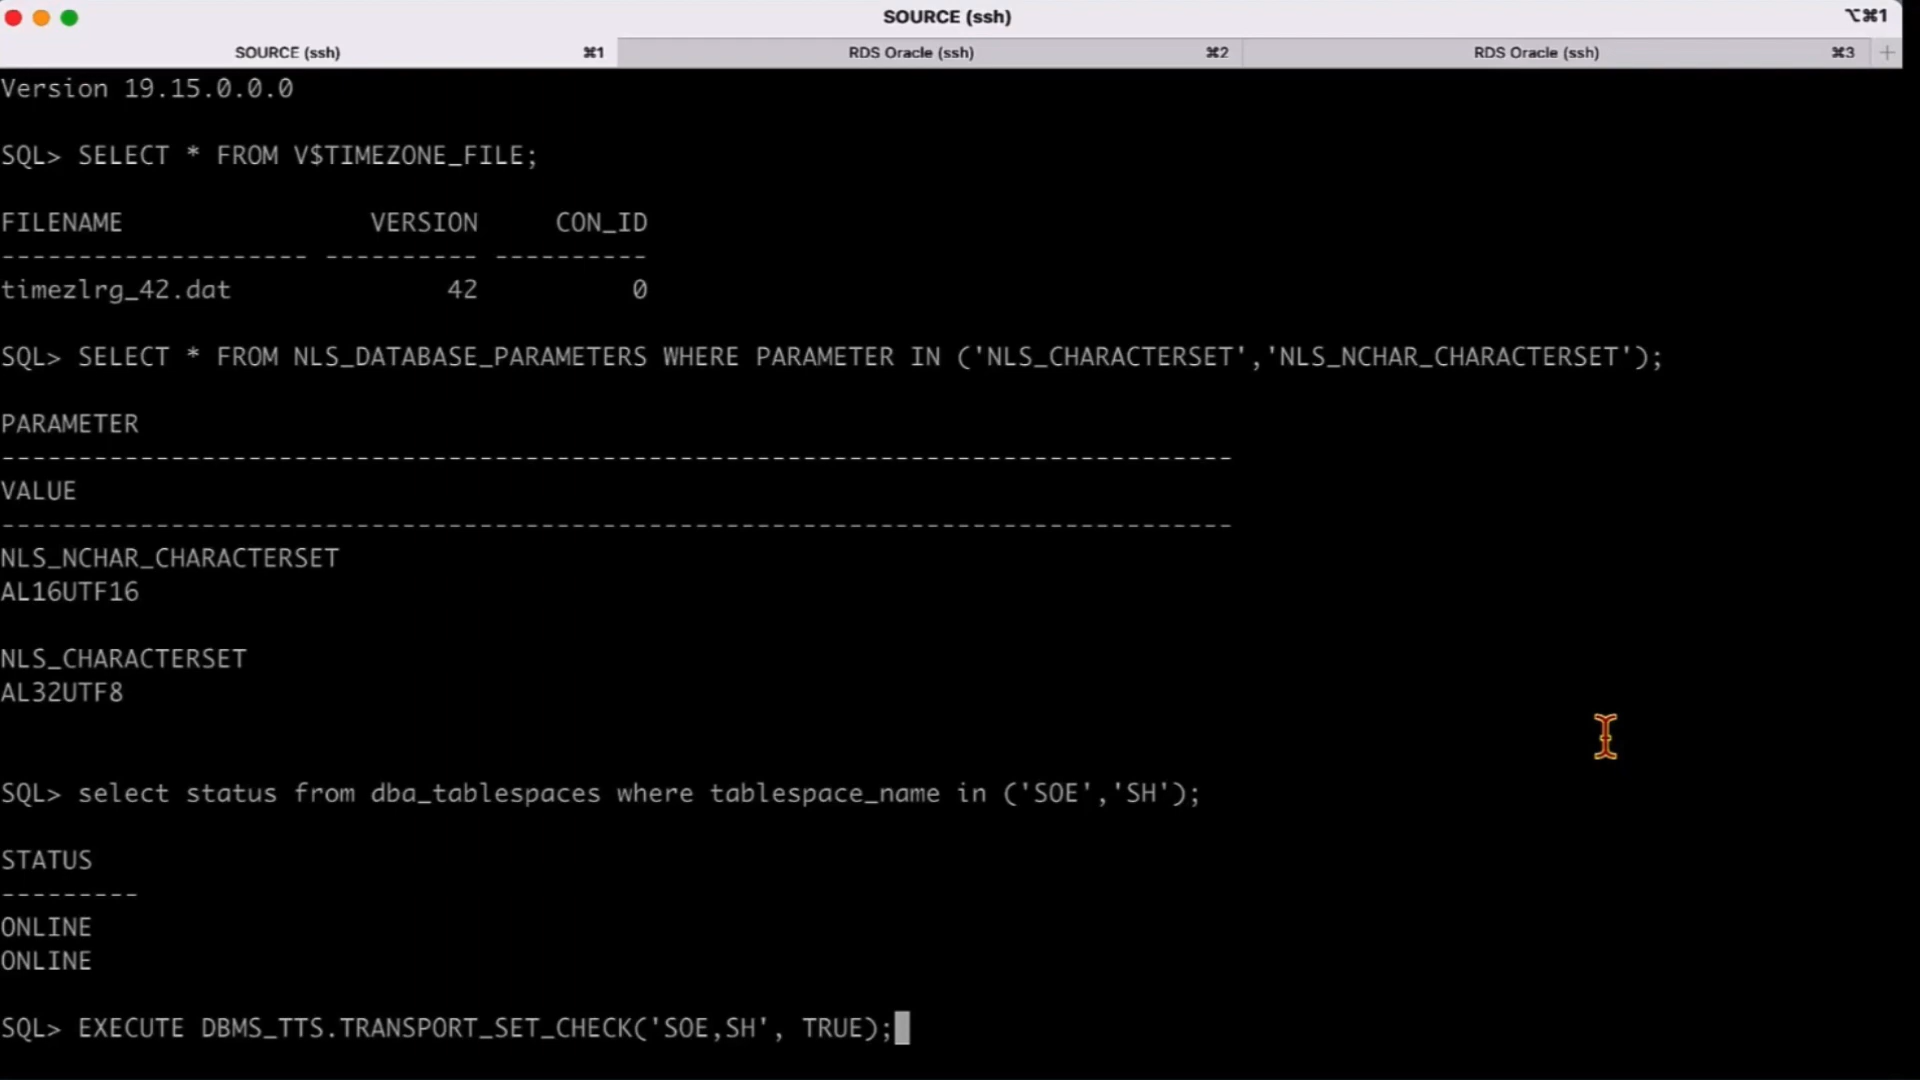 SOURCE (ssh)
⌥⌘1
SOURCE (ssh) ⌘1
RDS Oracle (ssh) ⌘2
RDS Oracle (ssh) ⌘3
+
Version 19.15.0.0.0
SQL> SELECT * FROM V$TIMEZONE_FILE;
FILENAME VERSION CON_ID
-------------------- ---------- ----------
timezlrg_42.dat 42 0
SQL> SELECT * FROM NLS_DATABASE_PARAMETERS WHERE PARAMETER IN ('NLS_CHARACTERSET','NLS_NCHAR_CHARACTERSET');
PARAMETER
--------------------------------------------------------------------------------
VALUE
--------------------------------------------------------------------------------
NLS_NCHAR_CHARACTERSET
AL16UTF16
NLS_CHARACTERSET
AL32UTF8
SQL> select status from dba_tablespaces where tablespace_name in ('SOE','SH');
STATUS
---------
ONLINE
ONLINE
SQL> EXECUTE DBMS_TTS.TRANSPORT_SET_CHECK('SOE,SH', TRUE);